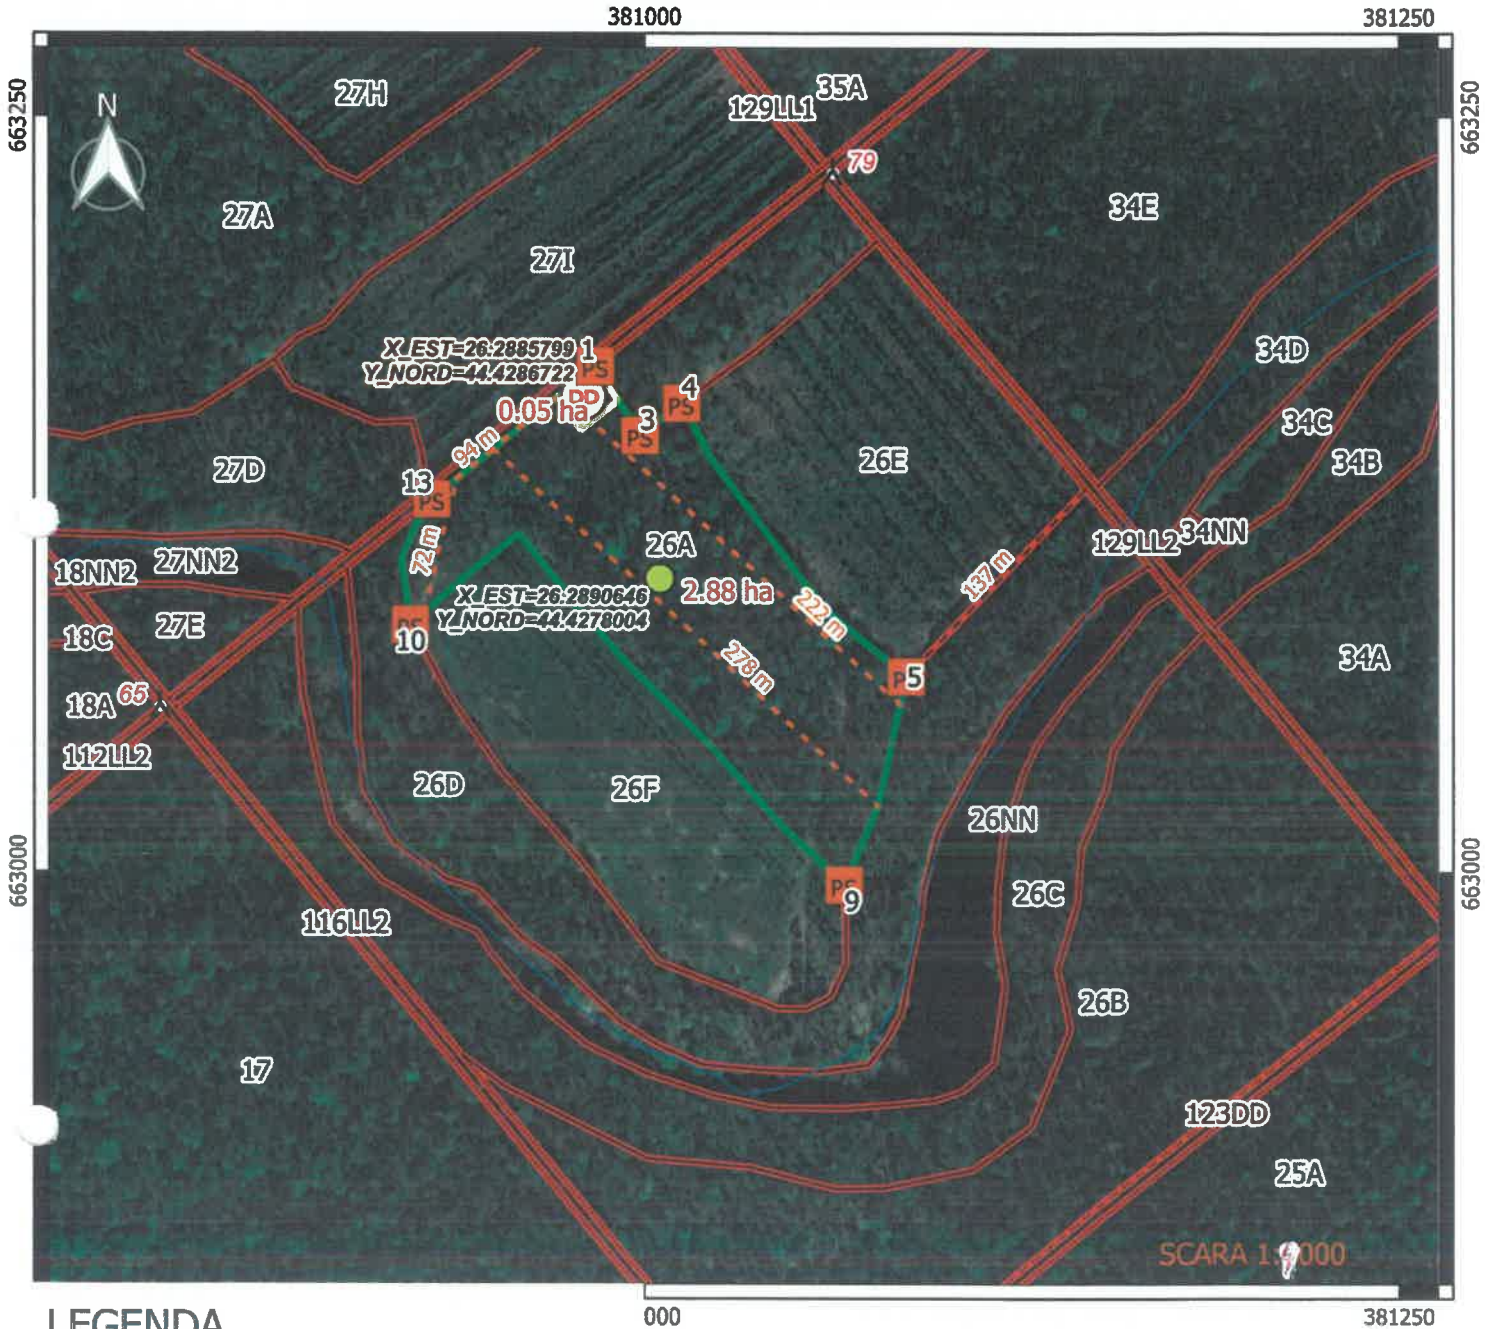 381000
381250
663250
663250
N
27H
35A
129LL1
79
27A
34E
27I
34D
X_EST=26.2885799
Y_NORD=44.4286722
1
PS
DD
0.05 ha
4
PS
3
PS
34C
34B
94 m
26E
27D
13
PS
129LL2
34NN
72 m
26A
27NN2
18NN2
137 m
2.88 ha
X_EST=26.2890646
Y_NORD=44.4278004
222 m
27E
18C
10
278 m
5
34A
18A
65
112LL2
26D
26F
26NN
663000
663000
PS
9
26C
116LL2
26B
17
123DD
25A
SCARA
000
LEGENDA
000
381250